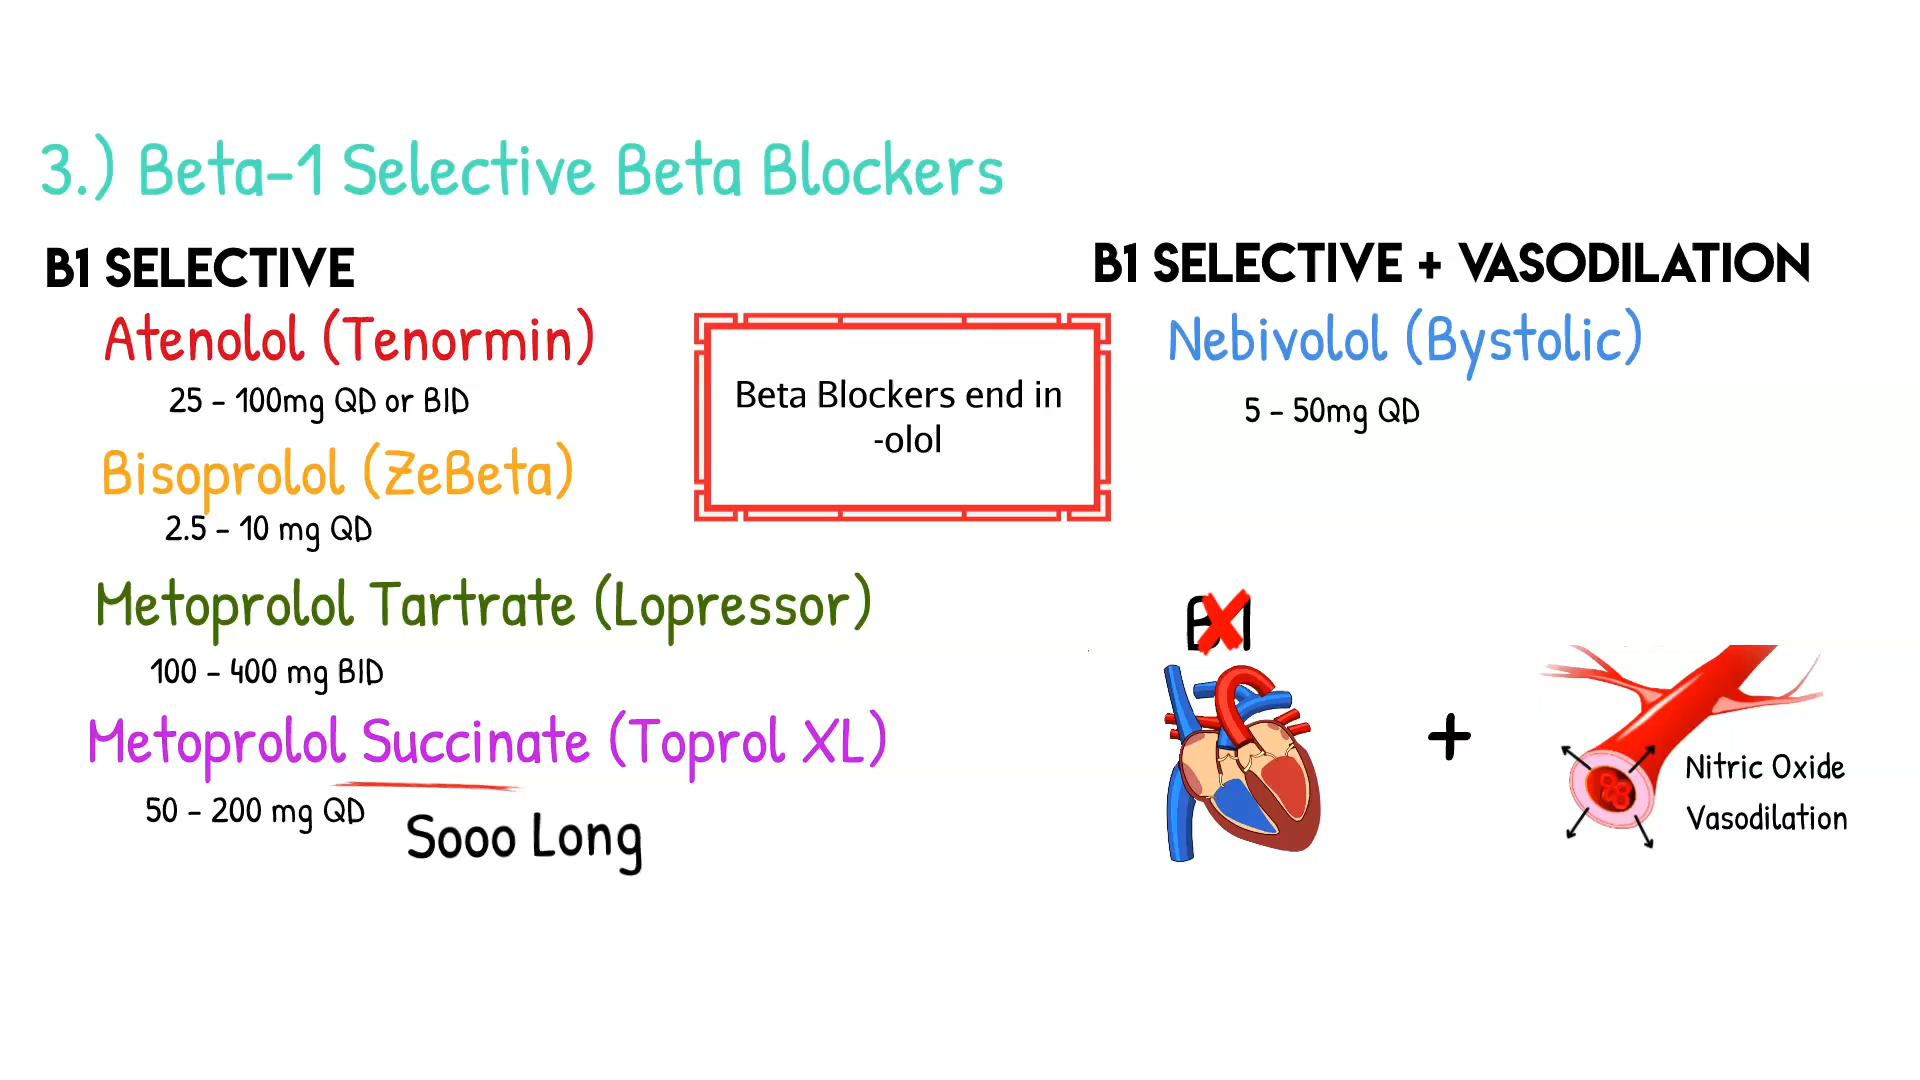 3.) Beta-1 Selective Beta Blockers
B1 SELECTIVE
Atenolol (Tenormin)
25 - 100mg QD or BID
Bisoprolol (ZeBeta)
2.5 - 10 mg QD
Metoprolol Tartrate (Lopressor)
100 - 400 mg BID
Metoprolol Succinate (Toprol XL)
50 - 200 mg QD
Sooo Long
Beta Blockers end in
-olol
B1 SELECTIVE + VASODILATION
Nebivolol (Bystolic)
5 - 50mg QD
B1
+
Nitric Oxide
Vasodilation